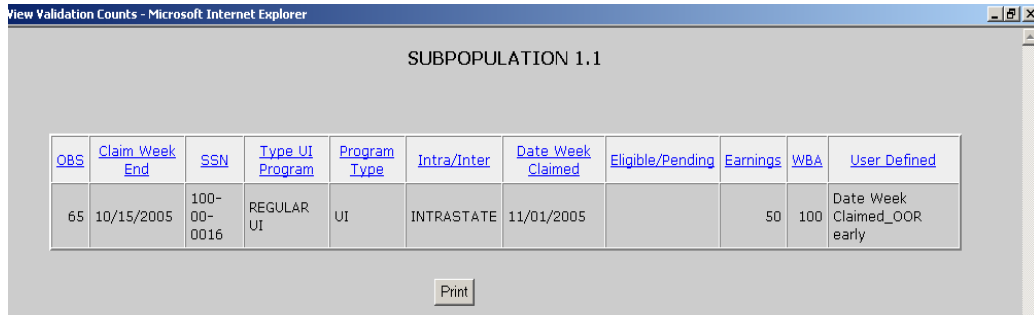 View Validation Counts - Microsoft Internet Explorer
SUBPOPULATION 1.1
OBS Claim Week End SSN Type UI Program Program Type Intra/Inter Date Week Claimed Eligible/Pending Earnings WBA User Defined
65 10/15/2005 100-00-0016 REGULAR UI UI INTRASTATE 11/01/2005 50 100 Date Week Claimed_OOR early
Print